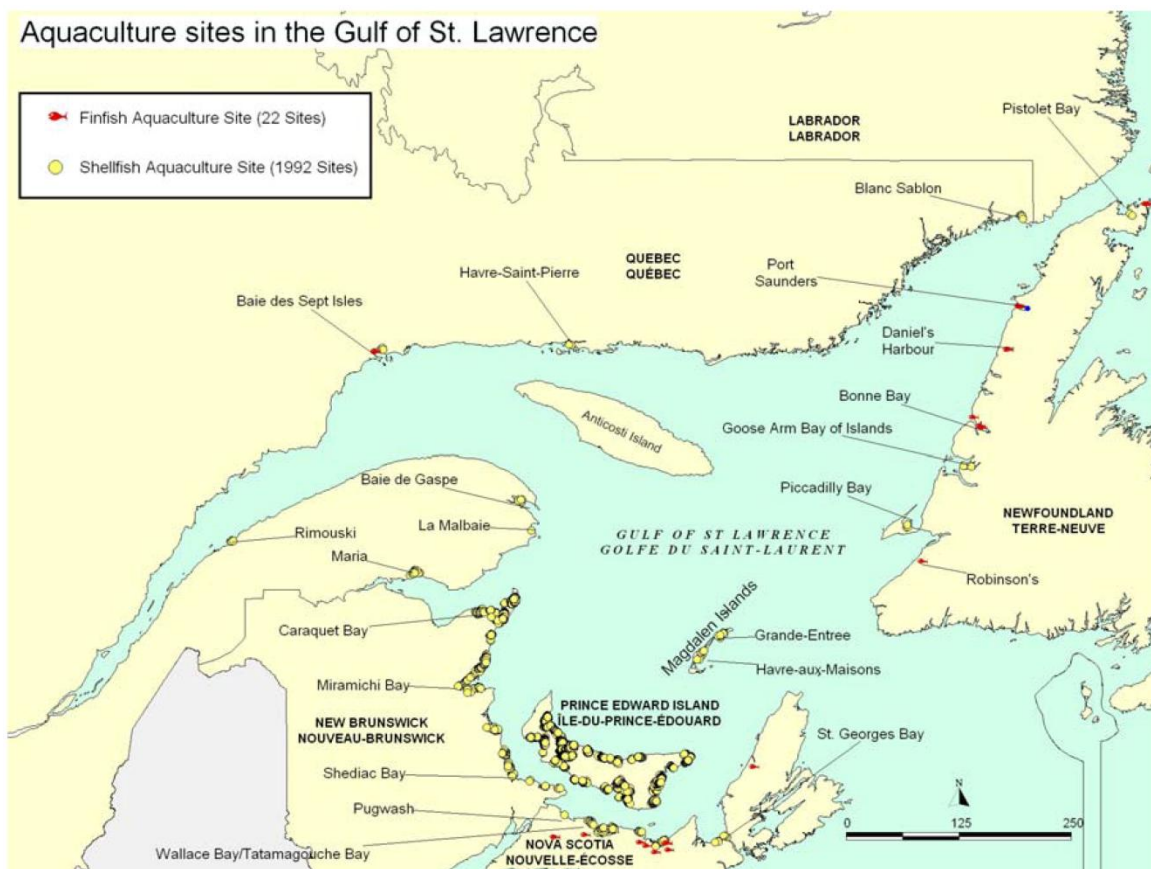 Aquaculture sites in the Gulf of St. Lawrence
Finfish Aquaculture Site (22 Sites)
Shellfish Aquaculture Site (1992 Sites)
LABRADOR
LABRADOR
Pistolet Bay
Blanc Sablon
QUEBEC
QUÉBEC
Havre-Saint-Pierre
Port
Saunders
Baie des Sept Isles
Daniel's
Harbour
Bonne Bay
Anticosti Island
Goose Arm Bay of Islands
Baie de Gaspe
Piccadilly Bay
NEWFOUNDLAND
TERRE-NEUVE
La Malbaie
Rimouski
GULF OF ST LAWRENCE
GOLFE DU SAINT-LAURENT
Maria
Robinson's
Caraquet Bay
Magdalen Islands
Grande-Entree
Havre-aux-Maisons
Miramichi Bay
PRINCE EDWARD ISLAND
ÎLE-DU-PRINCE-ÉDOUARD
NEW BRUNSWICK
NOUVEAU-BRUNSWICK
St. Georges Bay
Shediac Bay
Pugwash
N
0 125 250
Wallace Bay/Tatamagouche Bay
NOVA SCOTIA
NOUVELLE-ÉCOSSE